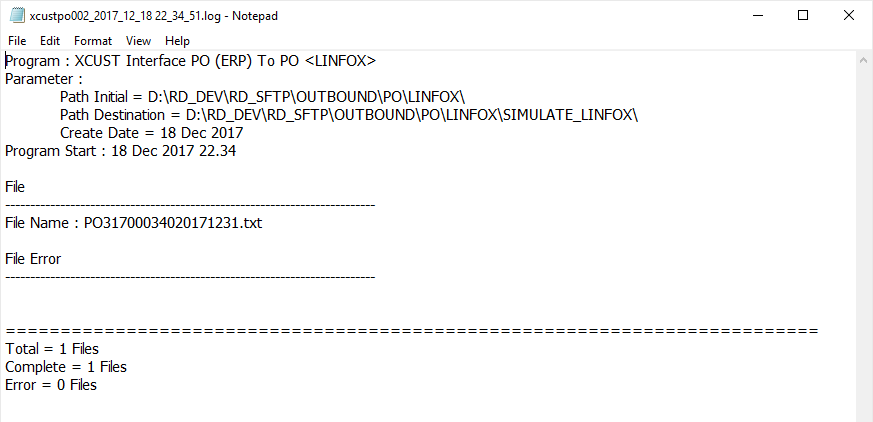 xcustpo002_2017_12_18 22_34_51.log - Notepad
File Edit Format View Help
Program : XCUST Interface PO (ERP) To PO <LINFOX>
Parameter :
Path Initial = D:\RD_DEV\RD_SFTP\OUTBOUND\PO\LINFOX\
Path Destination = D:\RD_DEV\RD_SFTP\OUTBOUND\PO\LINFOX\SIMULATE_LINFOX\
Create Date = 18 Dec 2017
Program Start : 18 Dec 2017 22.34
File
--------------------------------------------------------------------------
File Name : PO31700034020171231.txt
File Error
--------------------------------------------------------------------------
==========================================================================
Total = 1 Files
Complete = 1 Files
Error = 0 Files